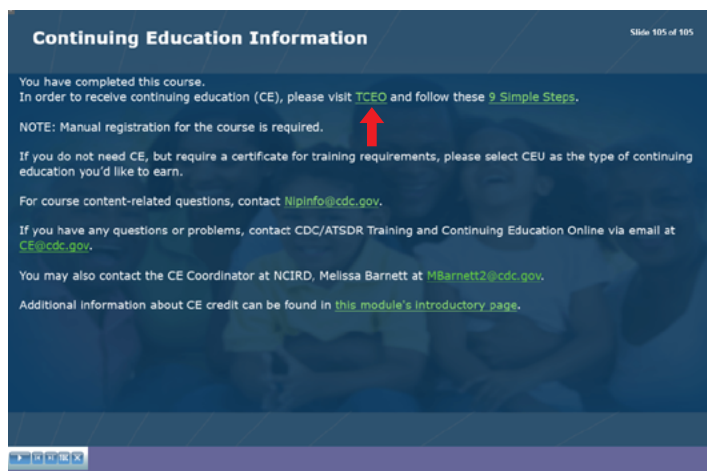 Continuing Education Information
Slide 105 of 105
You have completed this course.
In order to receive continuing education (CE), please visit TCEO and follow these 9 Simple Steps.
NOTE: Manual registration for the course is required.
If you do not need CE, but require a certificate for training requirements, please select CEU as the type of continuing
education you'd like to earn.
For course content-related questions, contact Nipinfo@cdc.gov.
If you have any questions or problems, contact CDC/ATSDR Training and Continuing Education Online via email at
CE@cdc.gov.
You may also contact the CE Coordinator at NCIRD, Melissa Barnett at MBarnett2@cdc.gov.
Additional information about CE credit can be found in this module's introductory page.